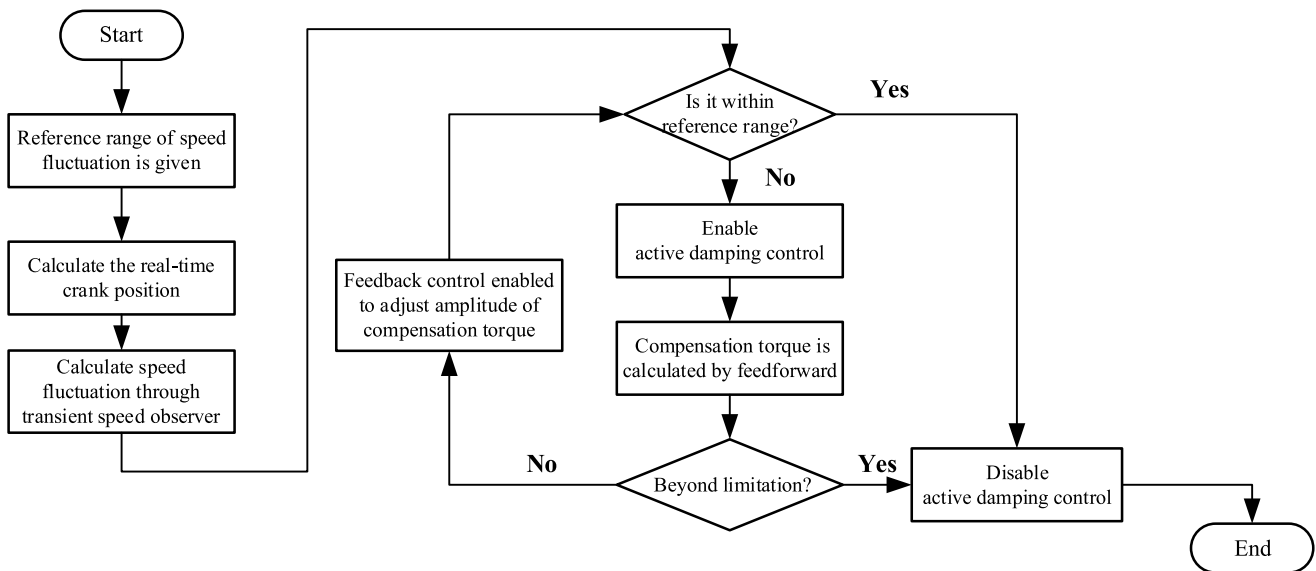 Start
Reference range of speed
fluctuation is given
Calculate the real-time
crank position
Calculate speed
fluctuation through
transient speed observer
Is it within
reference range?
Yes
No
Enable
active damping control
Compensation torque is
calculated by feedforward
Beyond limitation?
No
Yes
Feedback control enabled
to adjust amplitude of
compensation torque
Disable
active damping control
End